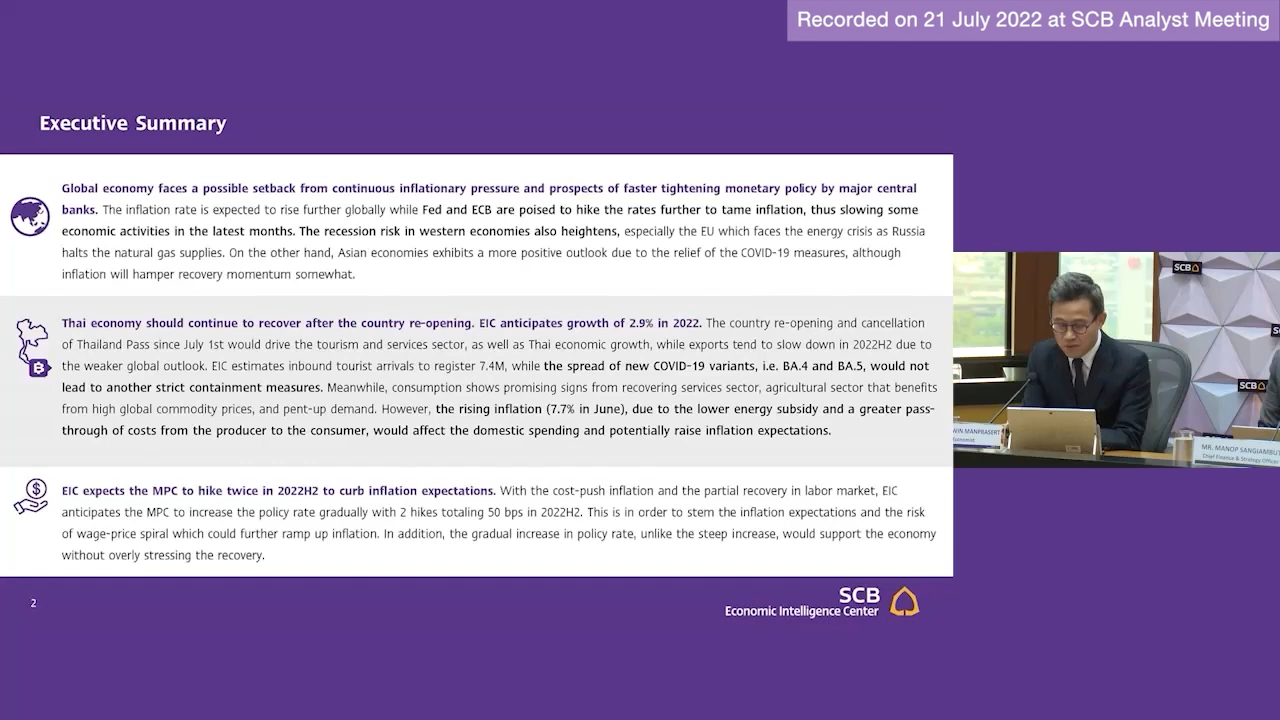 Recorded on 21 July 2022 at SCB Analyst Meeting
Executive Summary
Global economy faces a possible setback from continuous inflationary pressure and prospects of faster tightening monetary policy by major central
banks. The inflation rate is expected to rise further globally while Fed and ECB are poised to hike the rates further to tame inflation, thus slowing some
economic activities in the latest months. The recession risk in western economies also heightens, especially the EU which faces the energy crisis as Russia
halts the natural gas supplies. On the other hand, Asian economies exhibits a more positive outlook due to the relief of the COVID-19 measures, although
inflation will hamper recovery momentum somewhat.
Thai economy should continue to recover after the country re-opening. EIC anticipates growth of 2.9% in 2022. The country re-opening and cancellation
of Thailand Pass since July 1st would drive the tourism and services sector, as well as Thai economic growth, while exports tend to slow down in 2022H2 due to
the weaker global outlook. EIC estimates inbound tourist arrivals to register 7.4M, while the spread of new COVID-19 variants, i.e. BA.4 and BA.5, would not
lead to another strict containment measures. Meanwhile, consumption shows promising signs from recovering services sector, agricultural sector that benefits
from high global commodity prices, and pent-up demand. However, the rising inflation (7.7% in June), due to the lower energy subsidy and a greater pass-
through of costs from the producer to the consumer, would affect the domestic spending and potentially raise inflation expectations.
EIC expects the MPC to hike twice in 2022H2 to curb inflation expectations. With the cost-push inflation and the partial recovery in labor market, EIC
anticipates the MPC to increase the policy rate gradually with 2 hikes totaling 50 bps in 2022H2. This is in order to stem the inflation expectations and the risk
of wage-price spiral which could further ramp up inflation. In addition, the gradual increase in policy rate, unlike the steep increase, would support the economy
without overly stressing the recovery.
2
SCB
Economic Intelligence Center
SCB
SCB
MR. MANOP SANGIAMBUT
Chief Finance & Strategy Officer